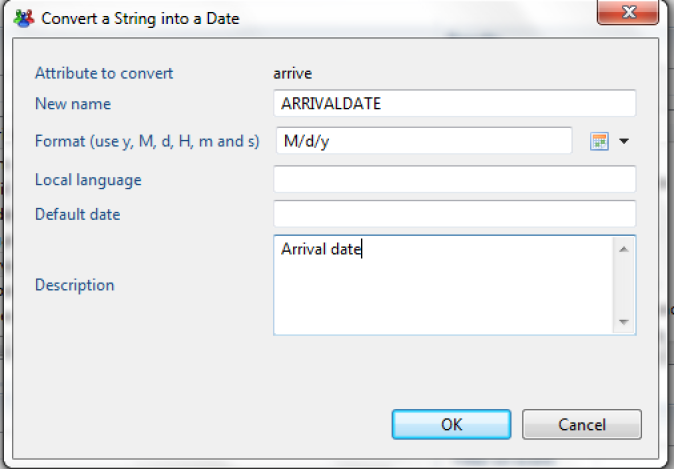 Convert a String into a Date
Attribute to convert arrive
New name ARRIVALDATE
Format (use y, M, d, H, m and s) M/d/y
Local language
Default date
Description Arrival date
OK Cancel